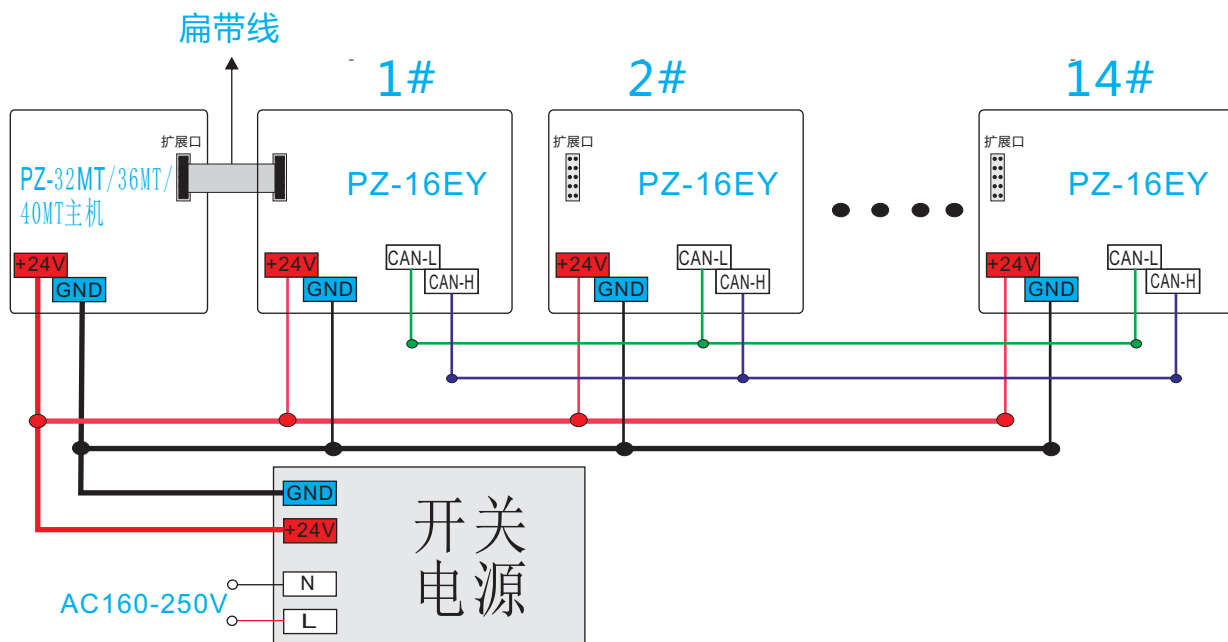 扁带线
1#
2#
14#
扩展口
扩展口
扩展口
PZ-32MT/36MT/
40MT主机
PZ-16EY
PZ-16EY
PZ-16EY
+24V
GND
+24V
GND
CAN-L
CAN-H
+24V
GND
CAN-L
CAN-H
+24V
GND
CAN-L
CAN-H
GND
+24V
N
L
开关
电源
AC160-250V